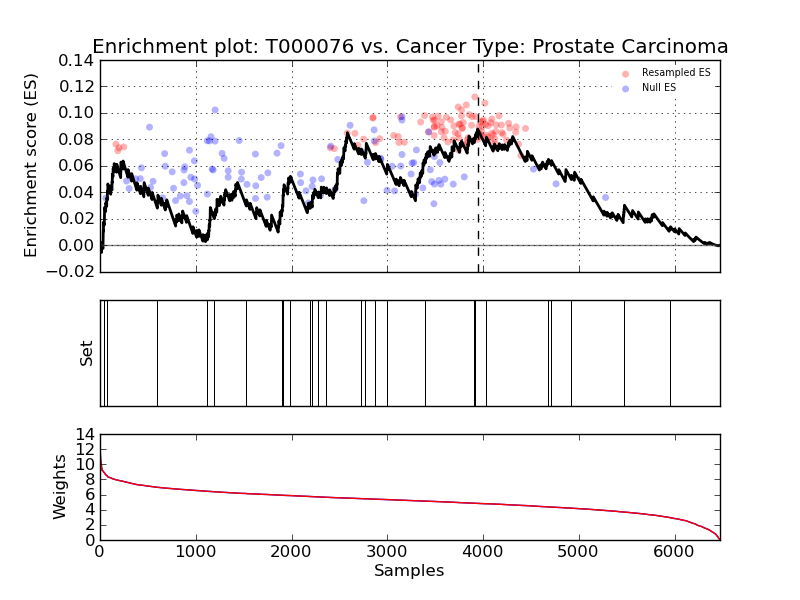 Enrichment plot: T000076 vs. Cancer Type: Prostate Carcinoma
Enrichment score (ES)
0.14
0.12
0.10
0.08
0.06
0.04
0.02
0.00
−0.02
Resampled ES
Null ES
Set
Weights
14
12
10
8
6
4
2
0
0 1000 2000 3000 4000 5000 6000
Samples